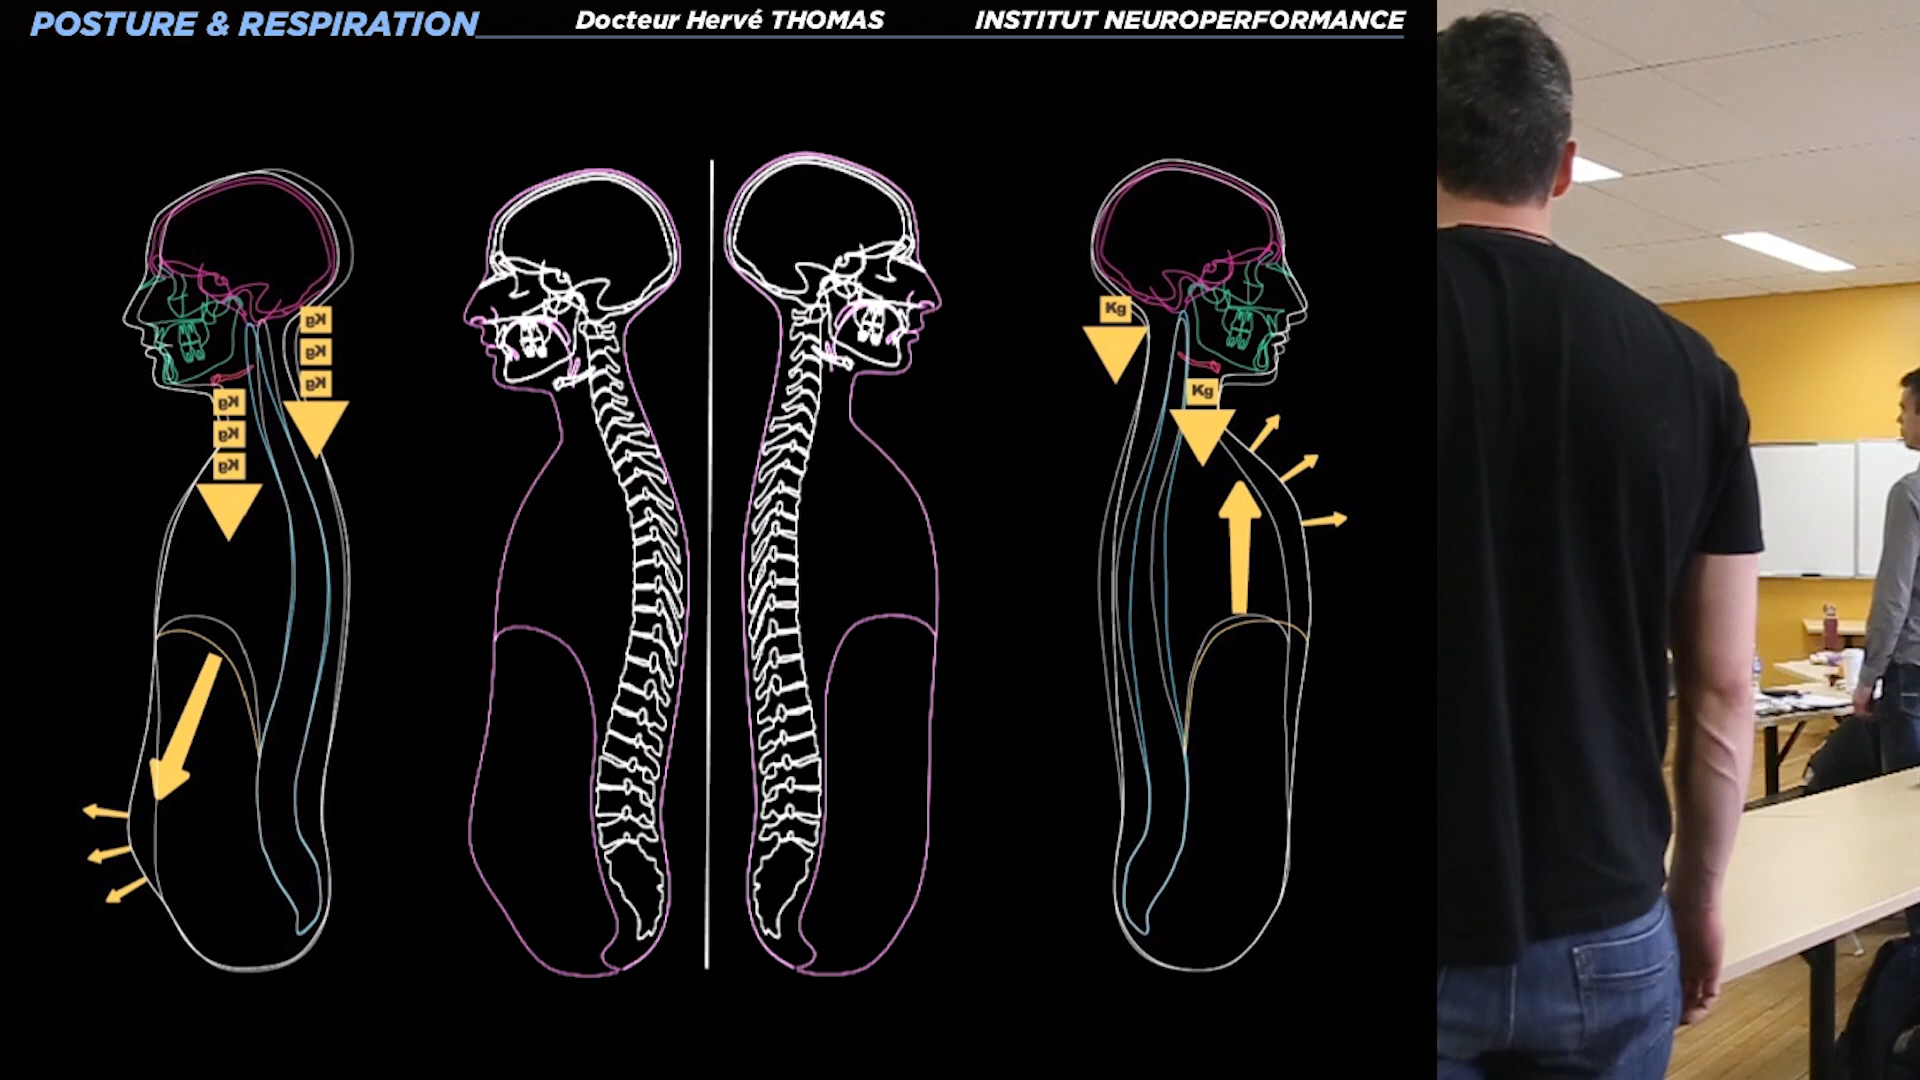 POSTURE & RESPIRATION
Docteur Hervé THOMAS
INSTITUT NEUROPERFORMANCE
Kg
Kg
Kg
Kg
Kg
Kg
Kg
Kg